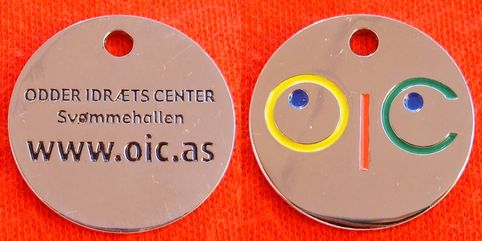 ODDER IDRÆTS CENTER
Svømmehallen
www.oic.as
OIC